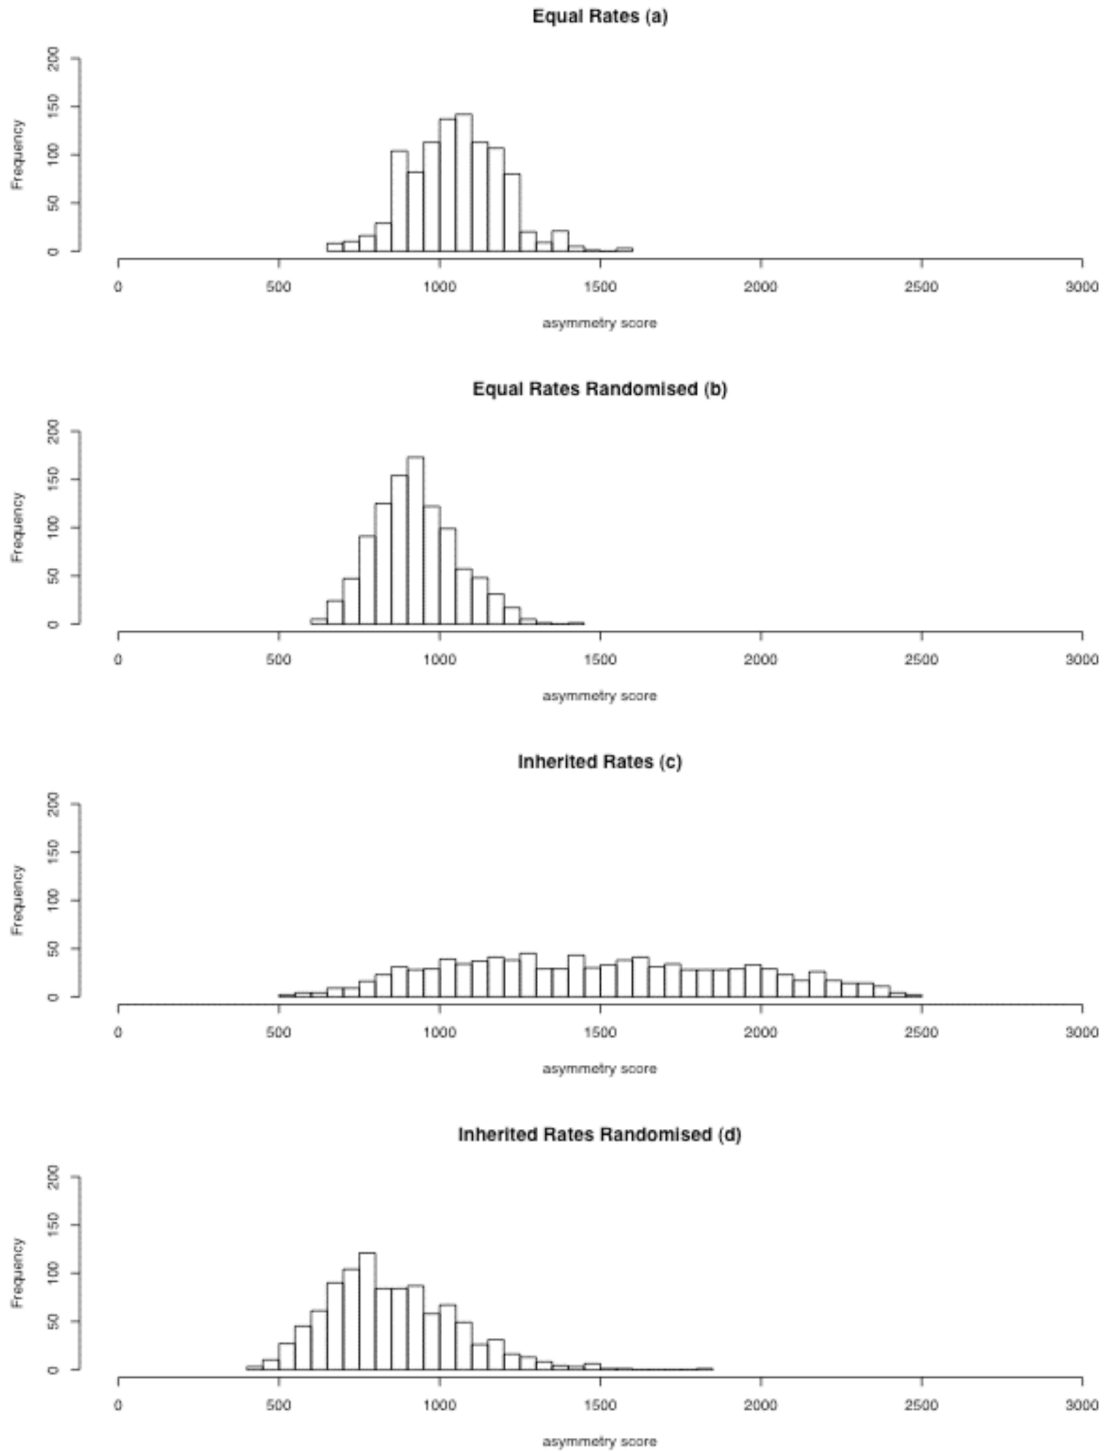 Equal Rates (a)
Frequency
200
150
100
50
0
0 500 1000 1500 2000 2500 3000
asymmetry score
Equal Rates Randomised (b)
Frequency
200
150
100
50
0
0 500 1000 1500 2000 2500 3000
asymmetry score
Inherited Rates (c)
Frequency
200
150
100
50
0
0 500 1000 1500 2000 2500 3000
asymmetry score
Inherited Rates Randomised (d)
Frequency
200
150
100
50
0
0 500 1000 1500 2000 2500 3000
asymmetry score